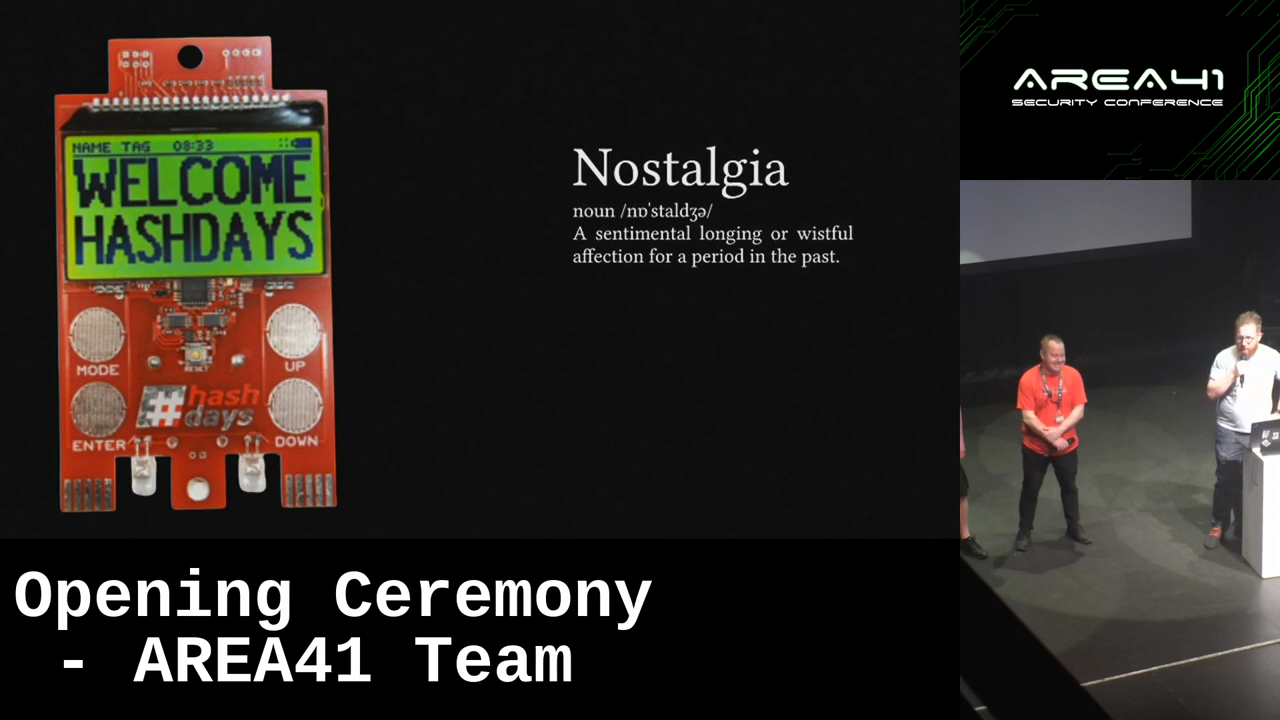 NAME TAG 08:33
WELCOME
HASHDAYS
RESET
MODE
UP
# hash
days
ENTER
DOWN
Nostalgia
noun /nɒˈstaldʒə/
A sentimental longing or wistful
affection for a period in the past.
AREA41
SECURITY CONFERENCE
Opening Ceremony
- AREA41 Team